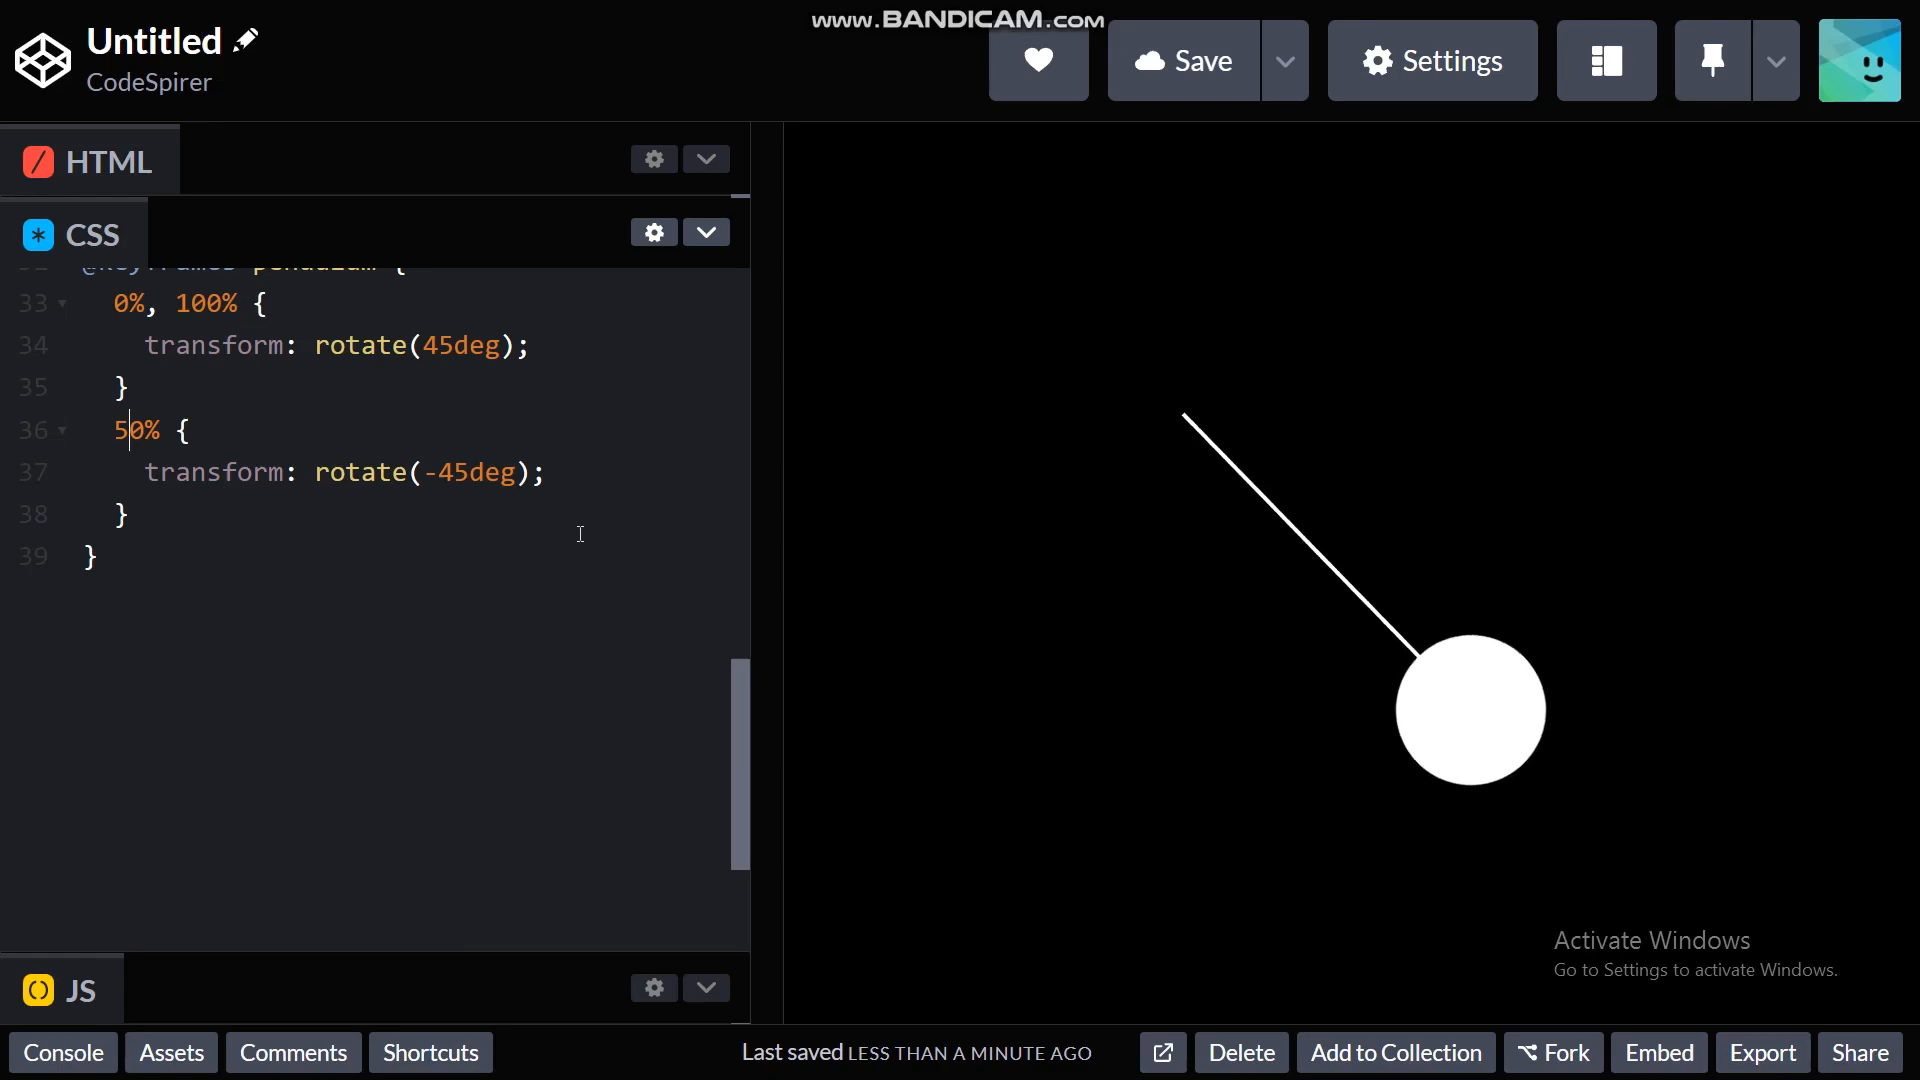 www.BANDICAM.com
Untitled
CodeSpirer
Save
Settings
HTML
CSS
33 0%, 100% {
34 transform: rotate(45deg);
35 }
36 50% {
37 transform: rotate(-45deg);
38 }
39 }
Activate Windows
Go to Settings to activate Windows.
JS
Console Assets Comments Shortcuts Last saved LESS THAN A MINUTE AGO Delete Add to Collection Fork Embed Export Share